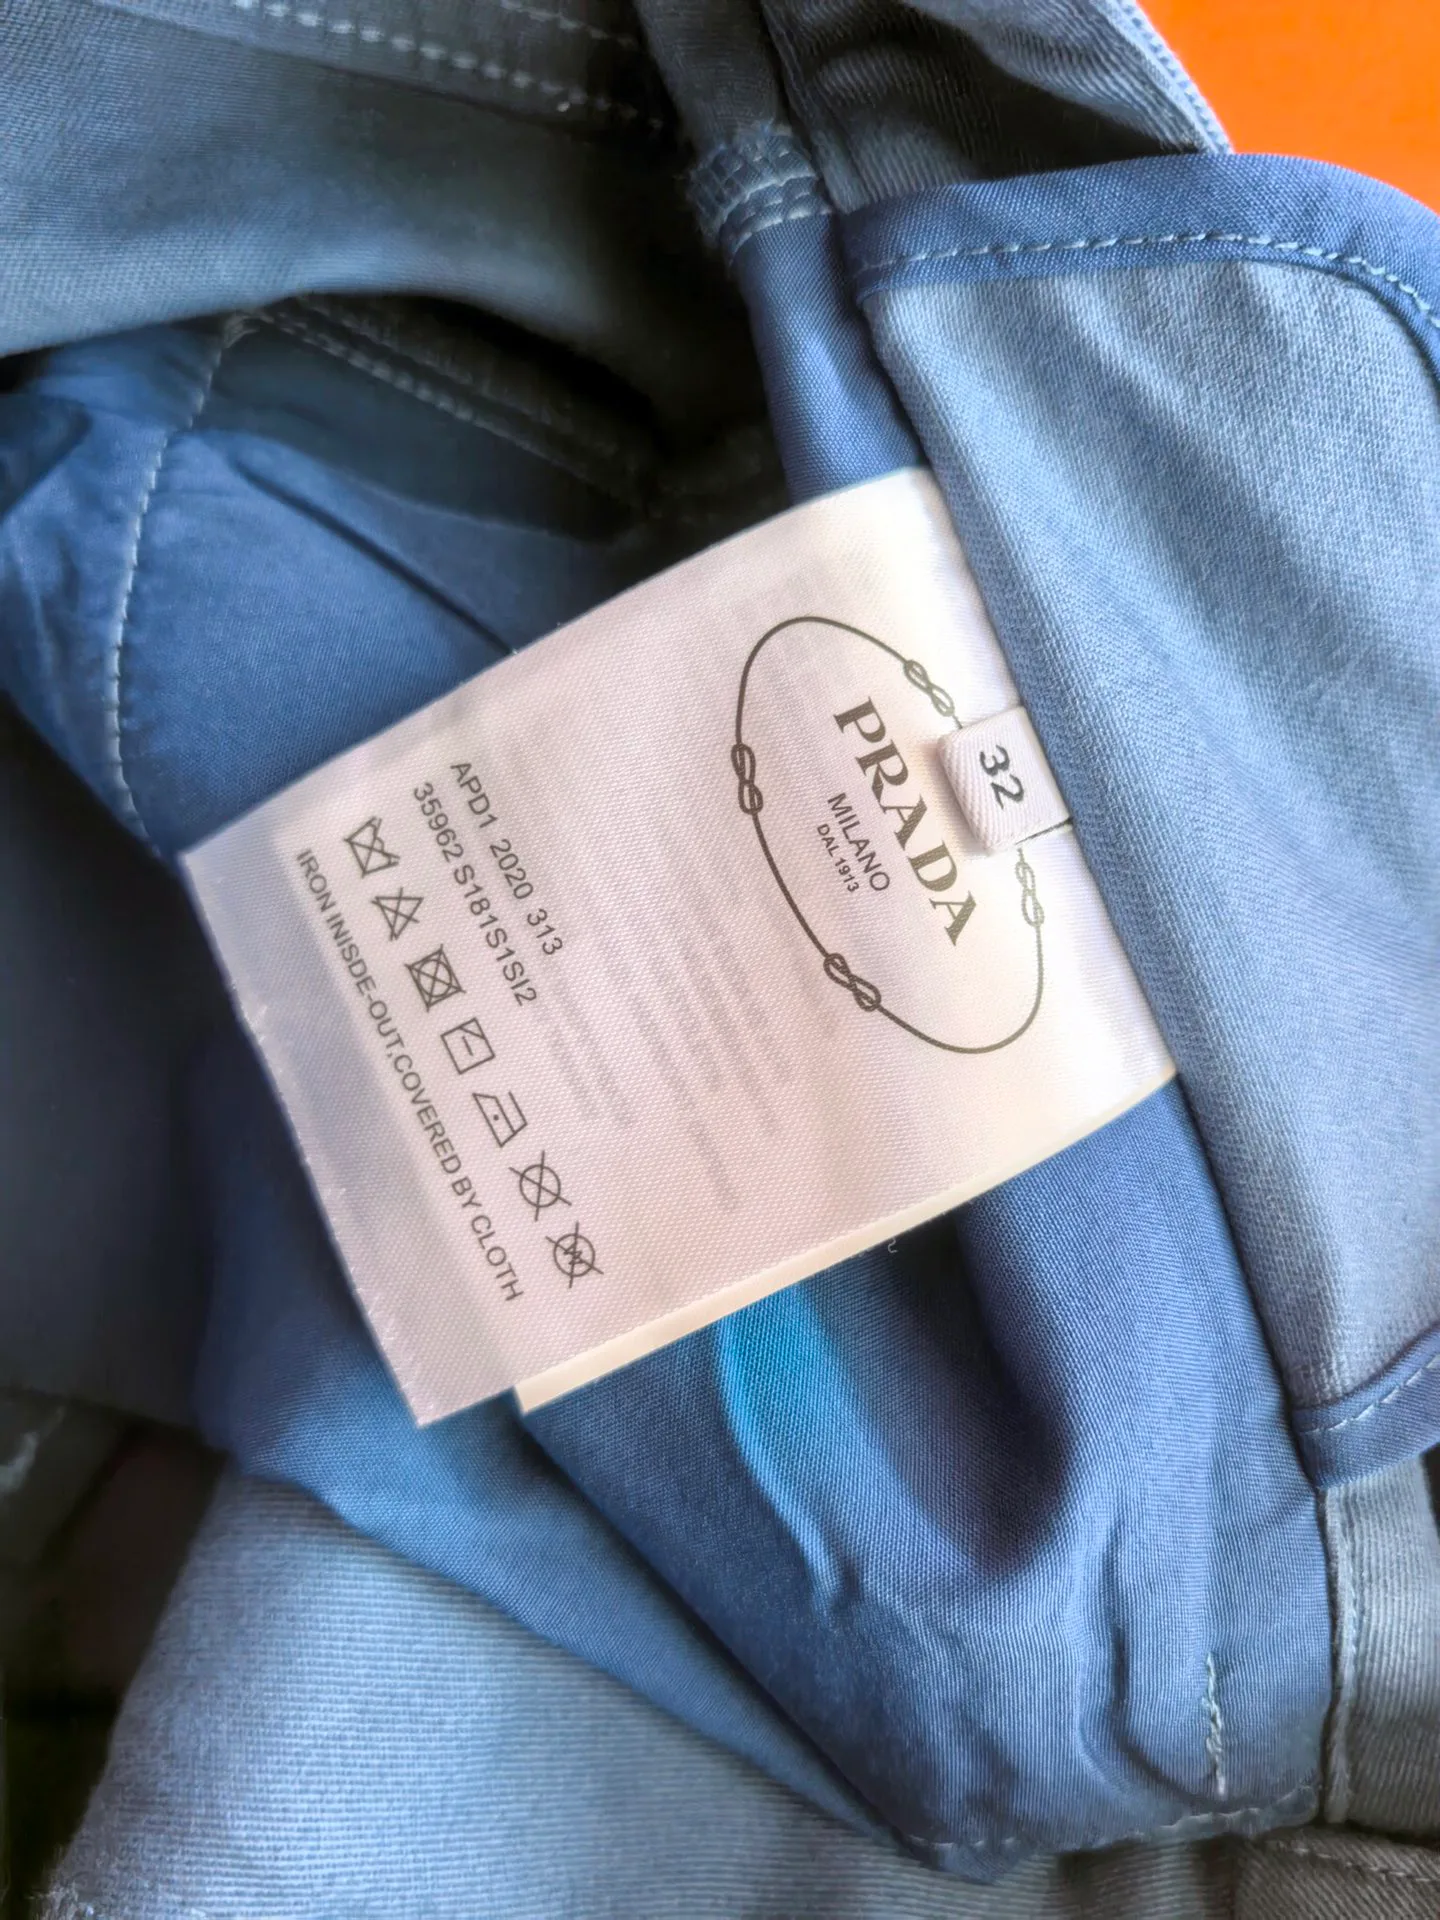 32
PRADA
MILANO
DAL 1913
APD1 2020 313
35962 S181S1SI2
IRON INISDE-OUT,COVERED BY CLOTH